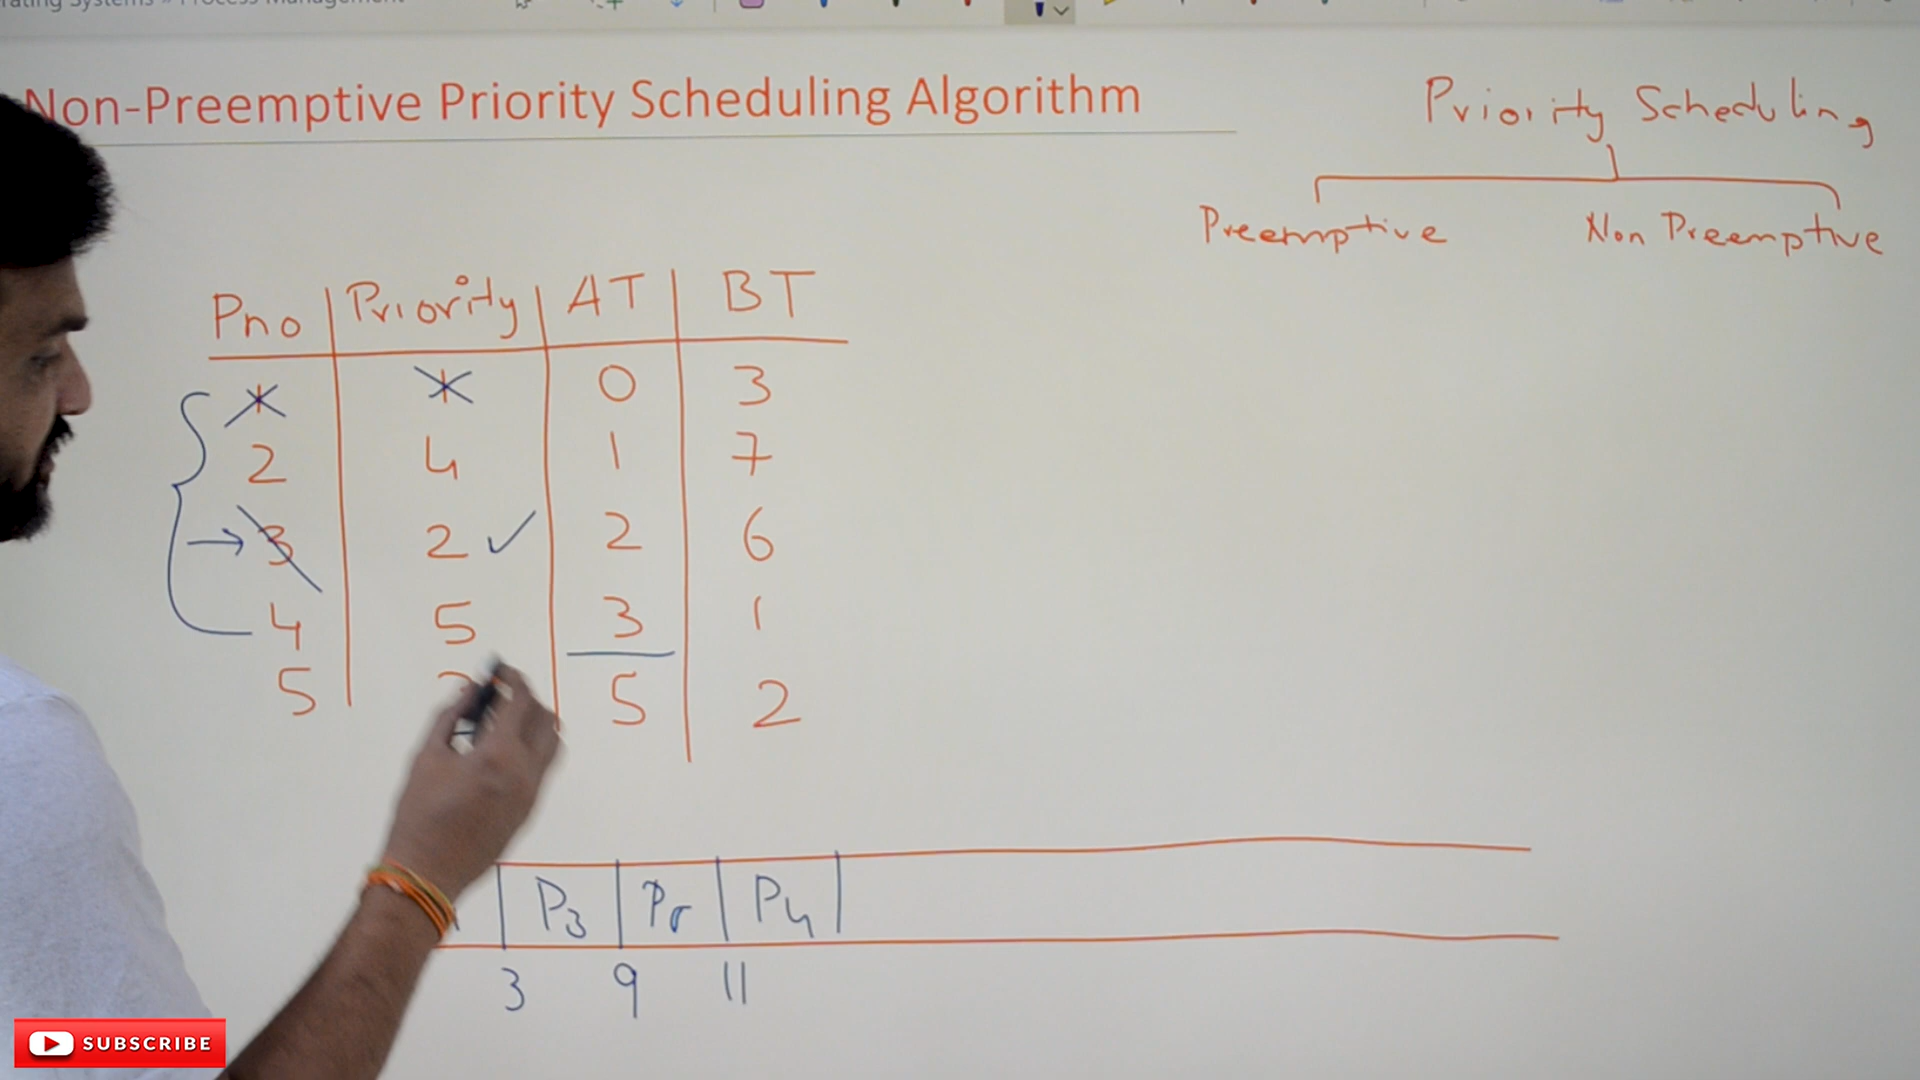 Non-Preemptive Priority Scheduling Algorithm
Priority Scheduling
Preemptive Non Preemptive
Pno Priority AT BT
0 3
2 4 1 7
3 2 ✓ 2 6
4 5 3 1
5 5 2
P3 P5 P4
3 9 11
SUBSCRIBE